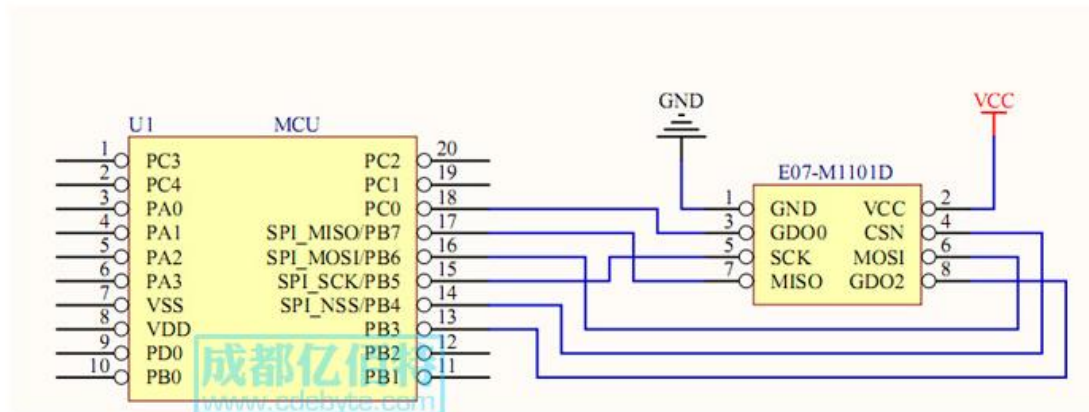 GND
VCC
U1 MCU
E07-M1101D
1 PC3 PC2 20
2 PC4 PC1 19
3 PA0 PC0 18
4 PA1 SPI_MISO/PB7 17
5 PA2 SPI_MOSI/PB6 16
6 PA3 SPI_SCK/PB5 15
7 VSS SPI_NSS/PB4 14
8 VDD PB3 13
9 PD0 PB2 12
10 PB0 PB1 11
1 GND VCC 2
3 GDO0 CSN 4
5 SCK MOSI 6
7 MISO GDO2 8
成都亿佰特
www.cdebyte.com